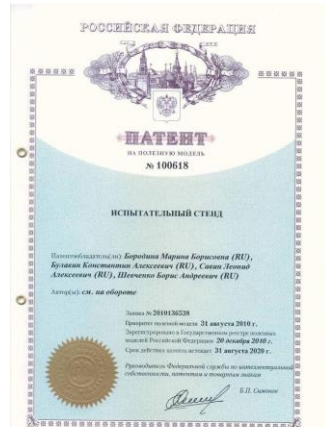 РОССИЙСКАЯ ФЕДЕРАЦИЯ
ПАТЕНТ
НА ПОЛЕЗНУЮ МОДЕЛЬ
№ 100618
ИСПЫТАТЕЛЬНЫЙ СТЕНД
Патентообладатель(ли): Бородина Марина Борисовна (RU),
Булавин Константин Алексеевич (RU), Савин Леонид
Алексеевич (RU), Шевченко Борис Андреевич (RU)
Автор(ы): см. на обороте
Заявка № 2010136538
Приоритет полезной модели 31 августа 2010 г.
Зарегистрировано в Государственном реестре полезных
моделей Российской Федерации 20 декабря 2010 г.
Срок действия патента истекает 31 августа 2020 г.
Руководитель Федеральной службы по интеллектуальной
собственности, патентам и товарным знакам
Б.П. Симонов